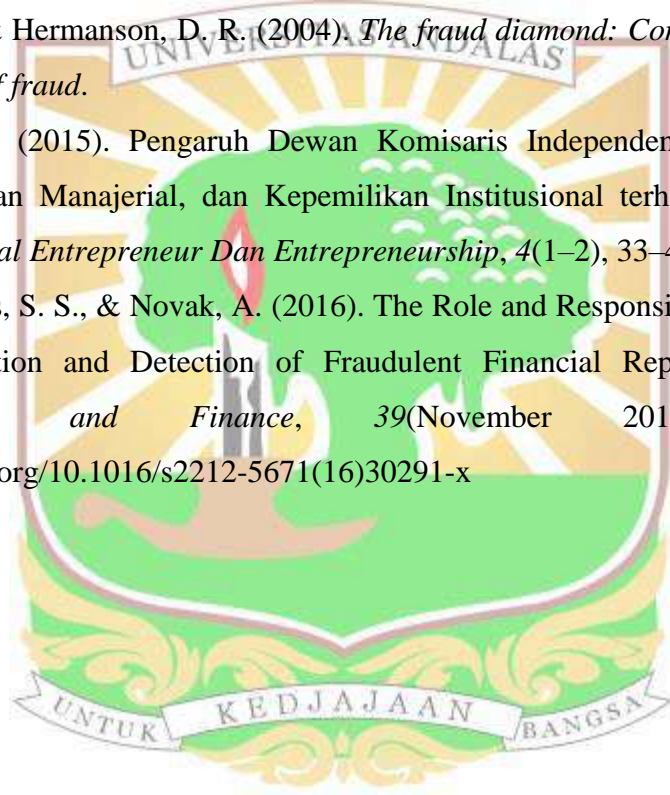 Hermanson, D. R. (2004). The fraud diamond: Con
UNIVERSITAS ANDALAS
f fraud.
(2015). Pengaruh Dewan Komisaris Independen
an Manajerial, dan Kepemilikan Institusional terh
al Entrepreneur Dan Entrepreneurship, 4(1–2), 33–4
s, S. S., & Novak, A. (2016). The Role and Responsi
tion and Detection of Fraudulent Financial Rep
and Finance, 39(November 201
org/10.1016/s2212-5671(16)30291-x
UNTUK KEDJAJAAN BANGSA